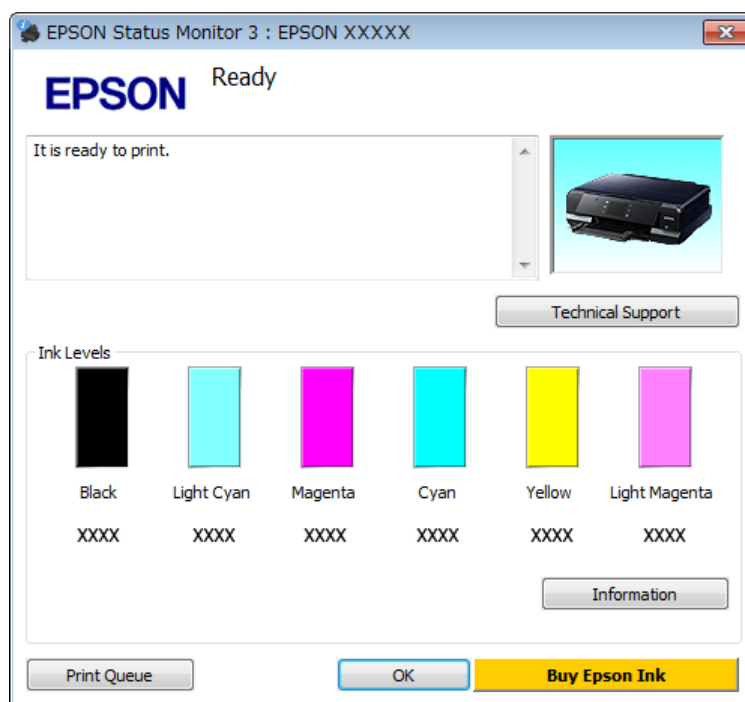 EPSON Status Monitor 3 : EPSON XXXXX
EPSON
Ready
It is ready to print.
Technical Support
Ink Levels
Black Light Cyan Magenta Cyan Yellow Light Magenta
XXXX XXXX XXXX XXXX XXXX XXXX
Information
Print Queue OK Buy Epson Ink